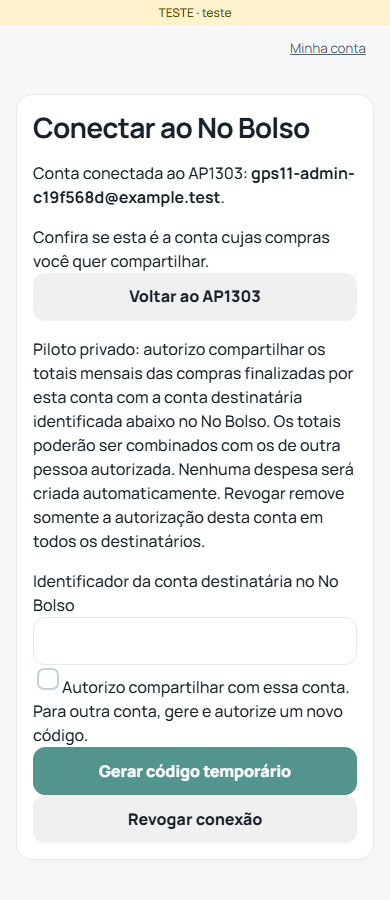 TESTE · teste
Minha conta
Conectar ao No Bolso
Conta conectada ao AP1303: gps11-admin-
c19f568d@example.test.
Confira se esta é a conta cujas compras
você quer compartilhar.
Voltar ao AP1303
Piloto privado: autorizo compartilhar os
totais mensais das compras finalizadas por
esta conta com a conta destinatária
identificada abaixo no No Bolso. Os totais
poderão ser combinados com os de outra
pessoa autorizada. Nenhuma despesa será
criada automaticamente. Revogar remove
somente a autorização desta conta em
todos os destinatários.
Identificador da conta destinatária no No
Bolso
Autorizo compartilhar com essa conta.
Para outra conta, gere e autorize um novo
código.
Gerar código temporário
Revogar conexão